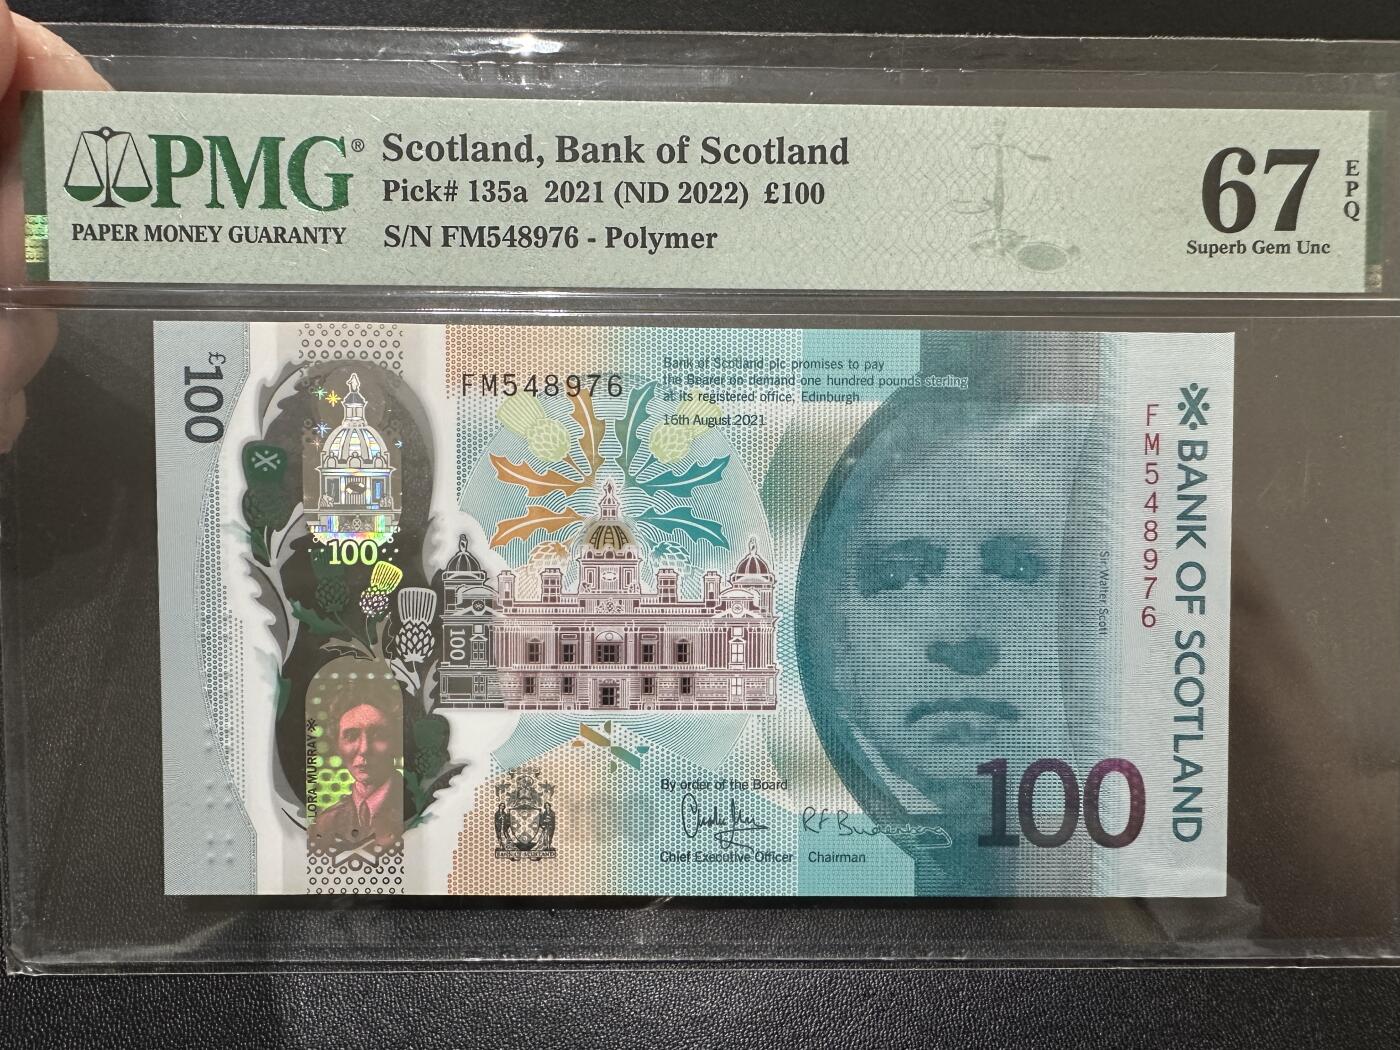 PMG®
PAPER MONEY GUARANTY
Scotland, Bank of Scotland
Pick# 135a 2021 (ND 2022) £100
S/N FM548976 - Polymer
67
EPQ
Superb Gem Unc
£100
FM548976
Bank of Scotland plc promises to pay
the Bearer on demand one hundred pounds sterling
at its registered office, Edinburgh
16th August 2021
100
100
LORA MURRAY
By order of the Board
Chief Executive Officer
Chairman
Sir Walter Scott
100
FM548976
BANK OF SCOTLAND